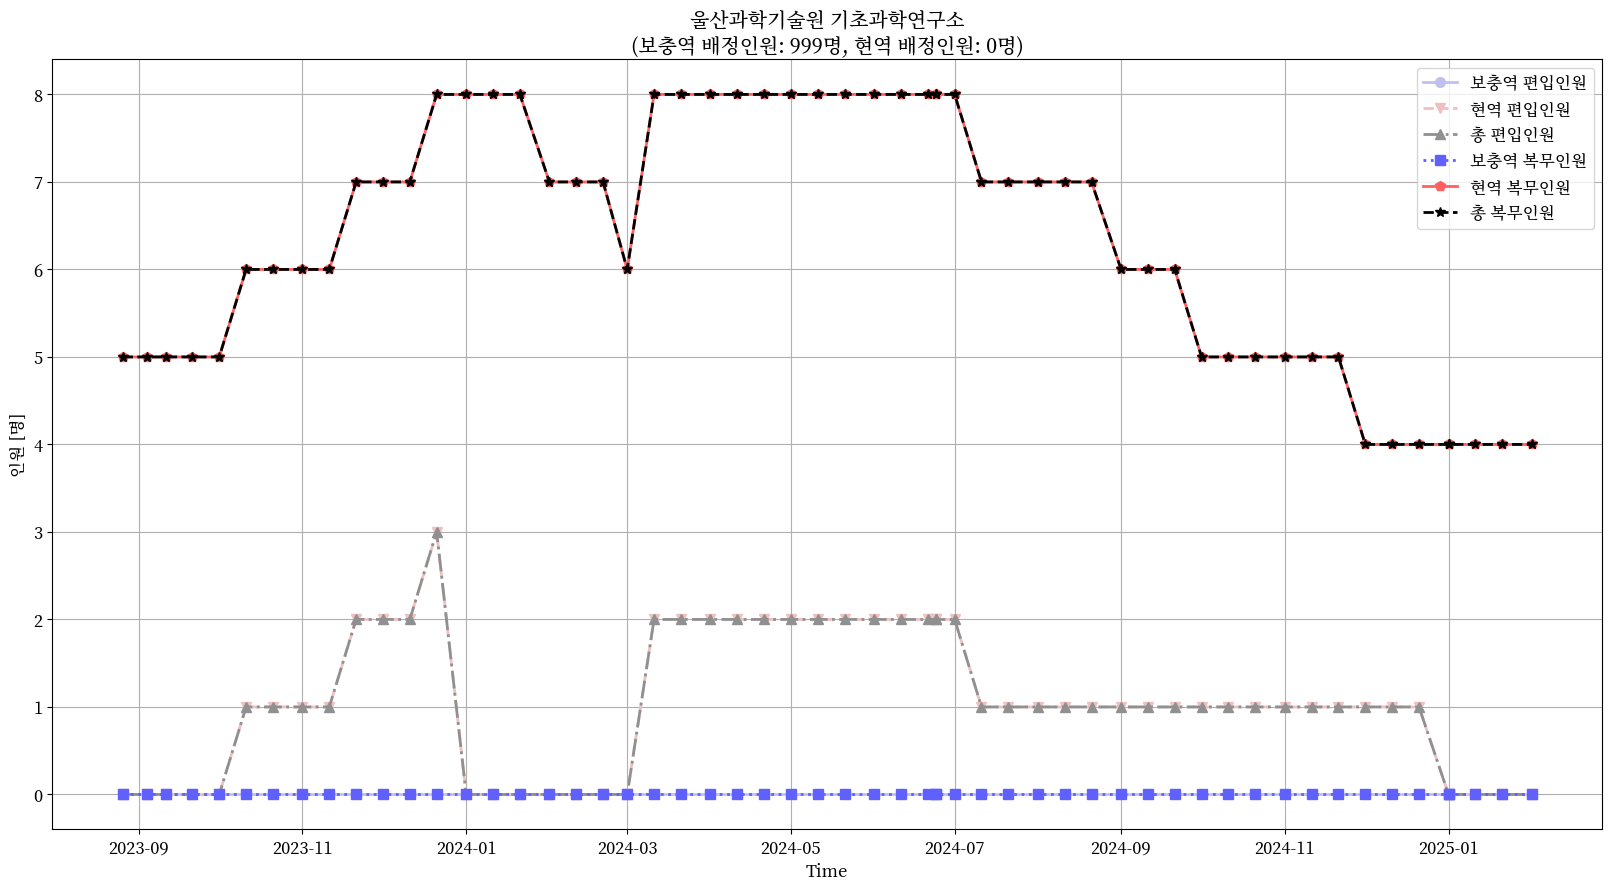 울산과학기술원 기초과학연구소
(보충역 배정인원: 999명, 현역 배정인원: 0명)
보충역 편입인원
현역 편입인원
총 편입인원
보충역 복무인원
현역 복무인원
총 복무인원
인원 [명]
8
7
6
5
4
3
2
1
0
2023-09
2023-11
2024-01
2024-03
2024-05
2024-07
2024-09
2024-11
2025-01
Time